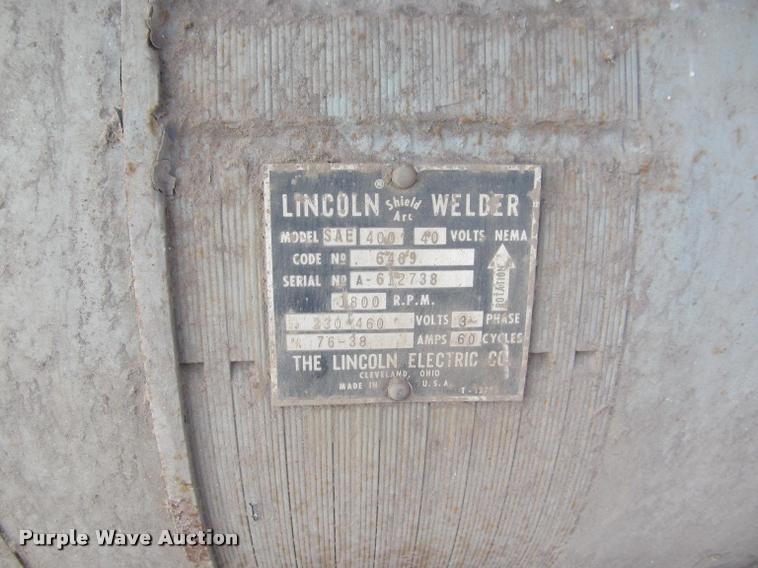 LINCOLN® Shield Arc WELDER
MODEL SAE 400 40 VOLTS NEMA
CODE No 6469
SERIAL No A-612738
ROTATION
1800 R.P.M.
230-460 VOLTS 3 PHASE
76-38 AMPS 60 CYCLES
THE LINCOLN ELECTRIC CO
CLEVELAND, OHIO
MADE IN U.S.A.
Purple Wave Auction